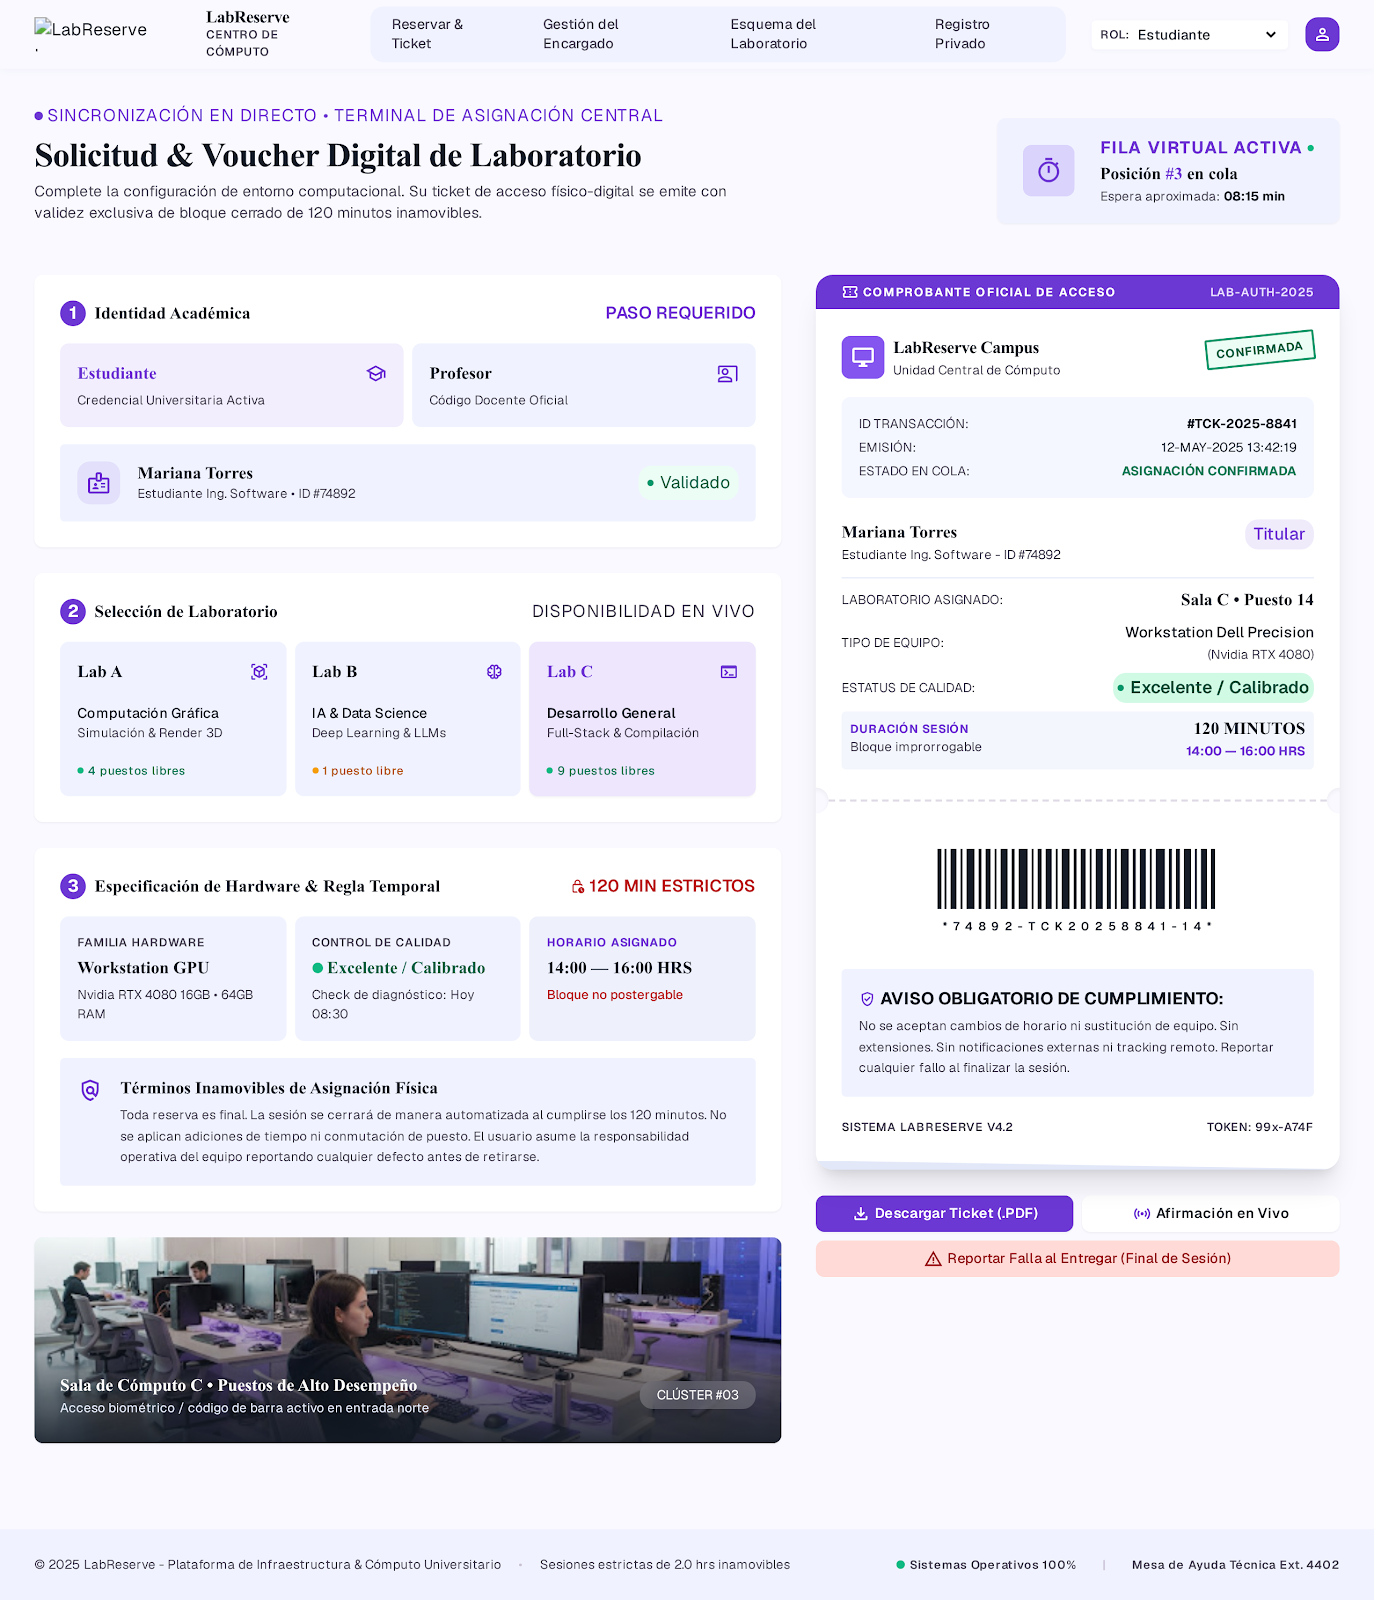 LabReserve
.
LabReserve
CENTRO DE
CÓMPUTO
Reservar &
Ticket
Gestión del
Encargado
Esquema del
Laboratorio
Registro
Privado
ROL: Estudiante
SINCRONIZACIÓN EN DIRECTO • TERMINAL DE ASIGNACIÓN CENTRAL
Solicitud & Voucher Digital de Laboratorio
Complete la configuración de entorno computacional. Su ticket de acceso físico-digital se emite con
validez exclusiva de bloque cerrado de 120 minutos inamovibles.
FILA VIRTUAL ACTIVA
Posición #3 en cola
Espera aproximada: 08:15 min
1 Identidad Académica
PASO REQUERIDO
Estudiante
Credencial Universitaria Activa
Profesor
Código Docente Oficial
Mariana Torres
Estudiante Ing. Software • ID #74892
Validado
2 Selección de Laboratorio
DISPONIBILIDAD EN VIVO
Lab A
Computación Gráfica
Simulación & Render 3D
4 puestos libres
Lab B
IA & Data Science
Deep Learning & LLMs
1 puesto libre
Lab C
Desarrollo General
Full-Stack & Compilación
9 puestos libres
3 Especificación de Hardware & Regla Temporal
120 MIN ESTRICTOS
FAMILIA HARDWARE
Workstation GPU
Nvidia RTX 4080 16GB • 64GB
RAM
CONTROL DE CALIDAD
Excelente / Calibrado
Check de diagnóstico: Hoy
08:30
HORARIO ASIGNADO
14:00 — 16:00 HRS
Bloque no postergable
Términos Inamovibles de Asignación Física
Toda reserva es final. La sesión se cerrará de manera automatizada al cumplirse los 120 minutos. No
se aplican adiciones de tiempo ni conmutación de puesto. El usuario asume la responsabilidad
operativa del equipo reportando cualquier defecto antes de retirarse.
Sala de Cómputo C • Puestos de Alto Desempeño
Acceso biométrico / código de barra activo en entrada norte
CLÚSTER #03
COMPROBANTE OFICIAL DE ACCESO
LAB-AUTH-2025
LabReserve Campus
Unidad Central de Cómputo
CONFIRMADA
ID TRANSACCIÓN: #TCK-2025-8841
EMISIÓN: 12-MAY-2025 13:42:19
ESTADO EN COLA: ASIGNACIÓN CONFIRMADA
Mariana Torres
Estudiante Ing. Software - ID #74892
Titular
LABORATORIO ASIGNADO: Sala C • Puesto 14
TIPO DE EQUIPO: Workstation Dell Precision
(Nvidia RTX 4080)
ESTATUS DE CALIDAD: Excelente / Calibrado
DURACIÓN SESIÓN
Bloque improrrogable
120 MINUTOS
14:00 — 16:00 HRS
*74892-TCK20258841-14*
AVISO OBLIGATORIO DE CUMPLIMIENTO:
No se aceptan cambios de horario ni sustitución de equipo. Sin
extensiones. Sin notificaciones externas ni tracking remoto. Reportar
cualquier fallo al finalizar la sesión.
SISTEMA LABRESERVE V4.2
TOKEN: 99x-A74F
Descargar Ticket (.PDF)
Afirmación en Vivo
Reportar Falla al Entregar (Final de Sesión)
© 2025 LabReserve - Plataforma de Infraestructura & Cómputo Universitario • Sesiones estrictas de 2.0 hrs inamovibles
Sistemas Operativos 100% | Mesa de Ayuda Técnica Ext. 4402